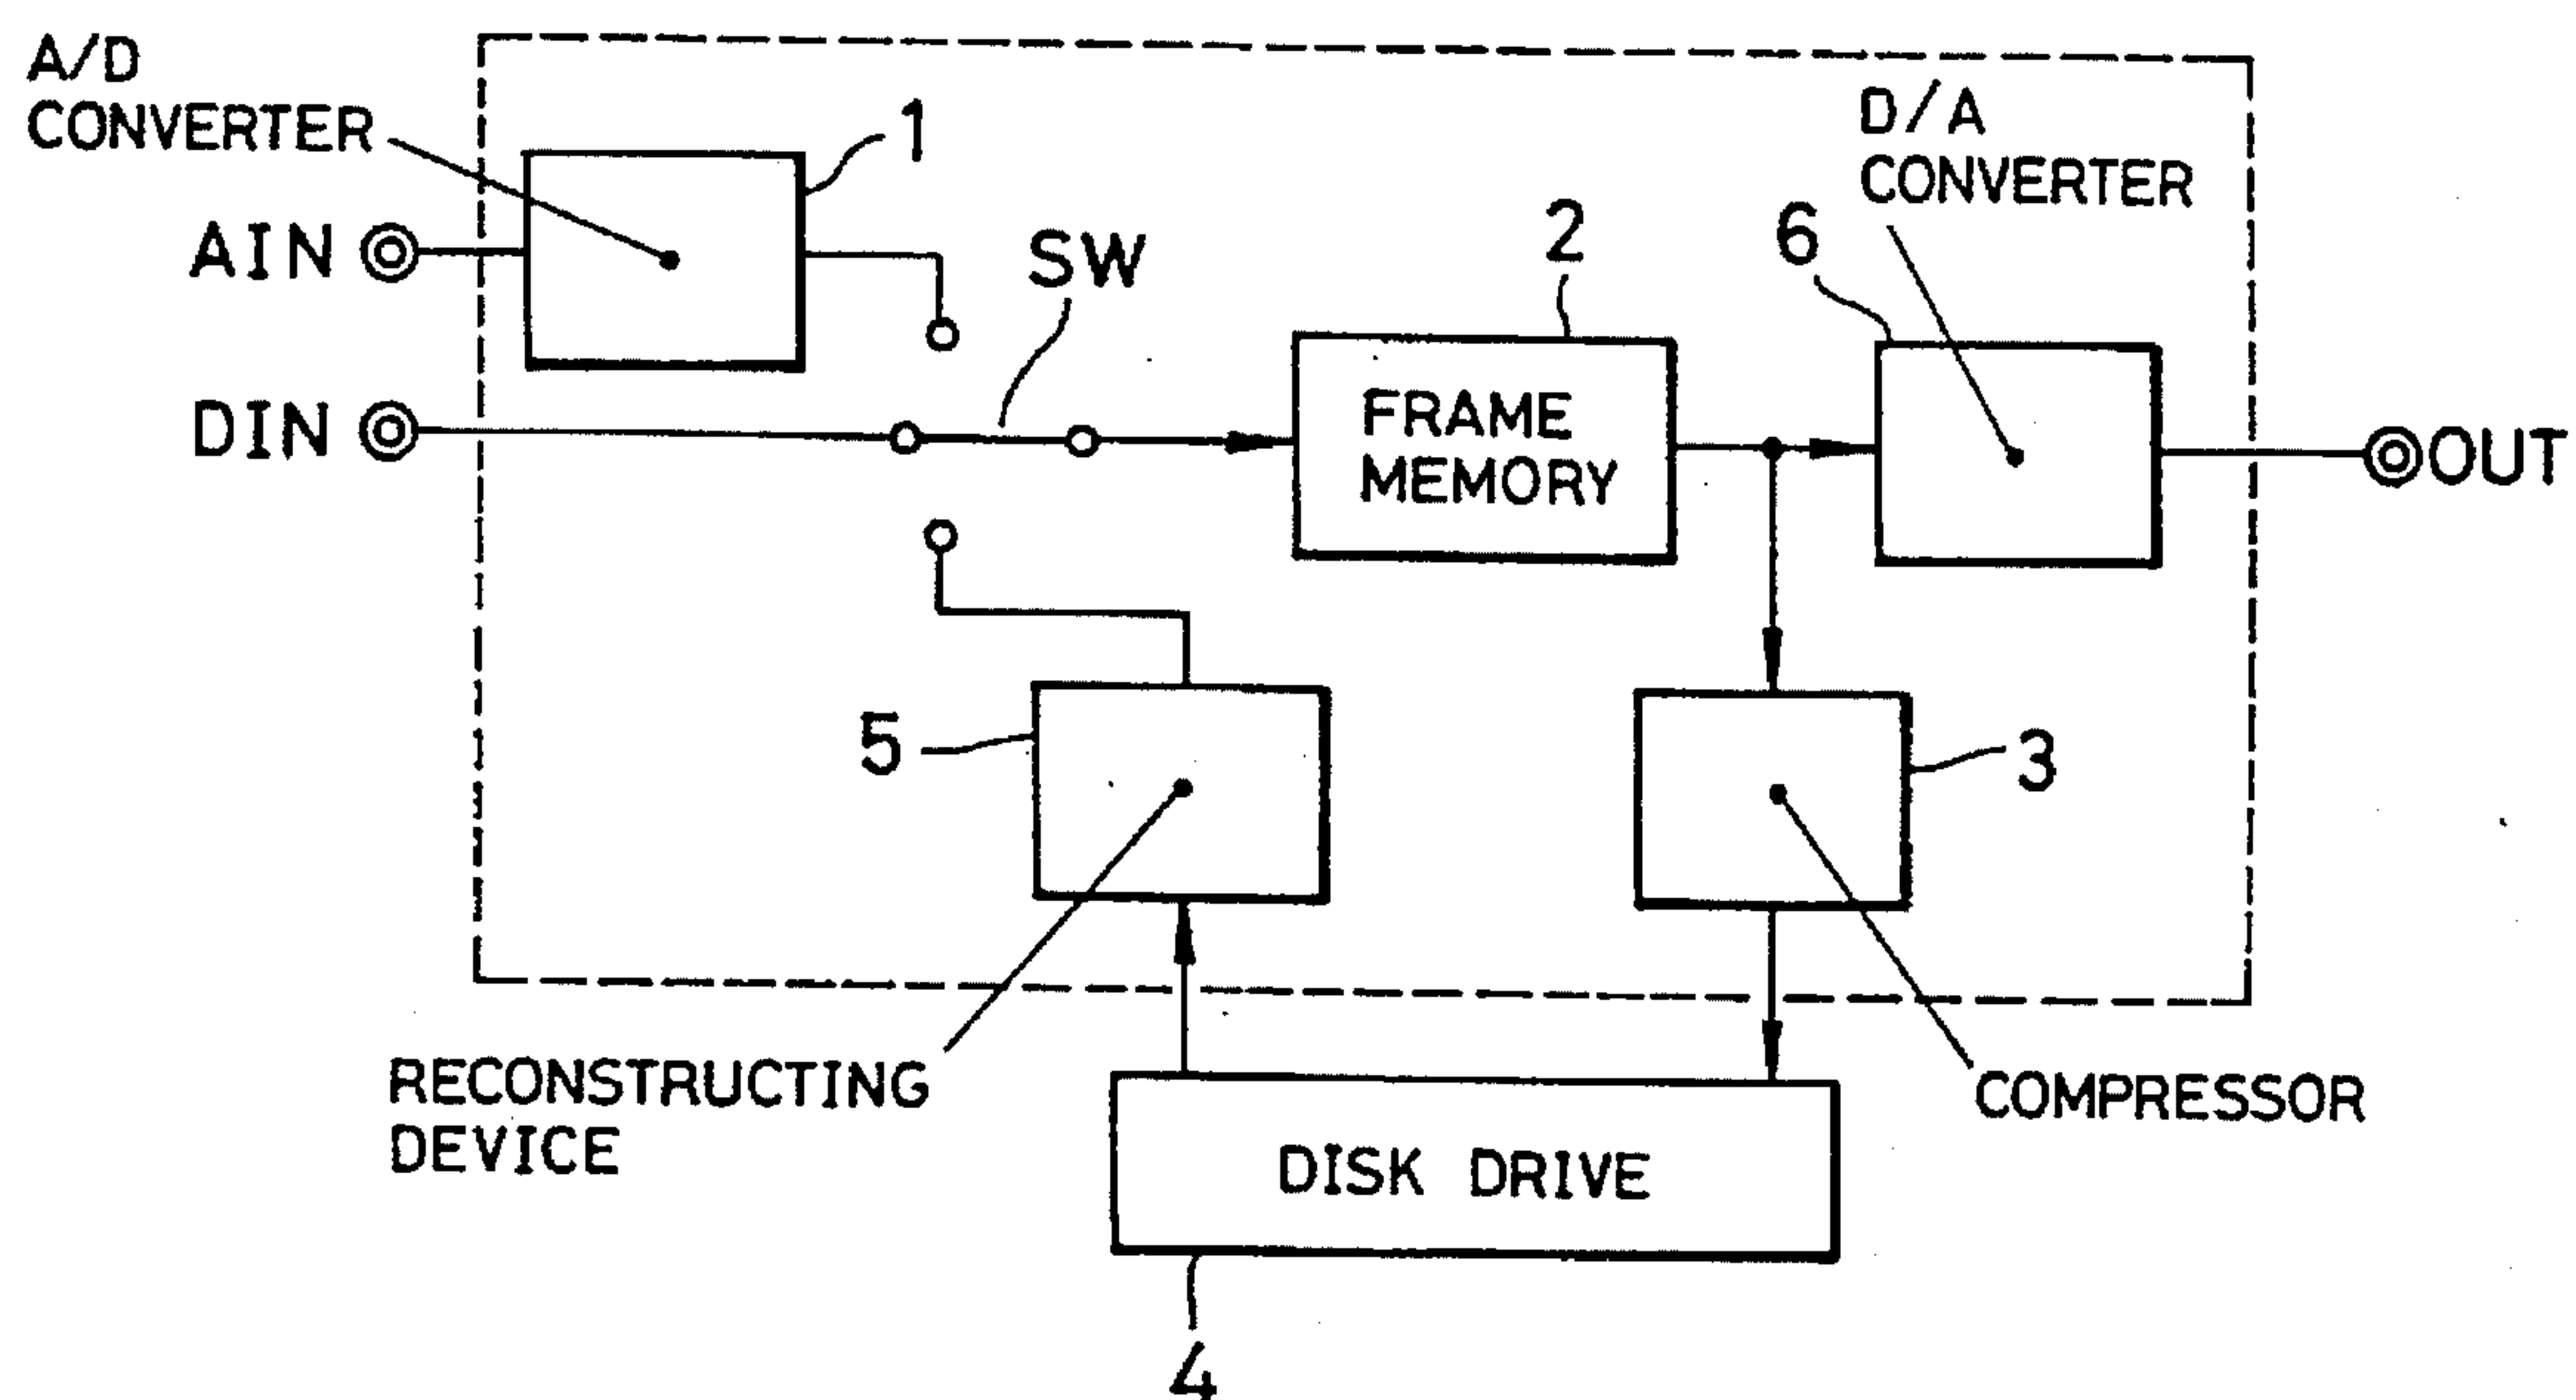 A/D
CONVERTER
1
D/A
CONVERTER
AIN
SW
2
6
DIN
FRAME
MEMORY
OUT
5
3
RECONSTRUCTING
DEVICE
COMPRESSOR
DISK DRIVE
4